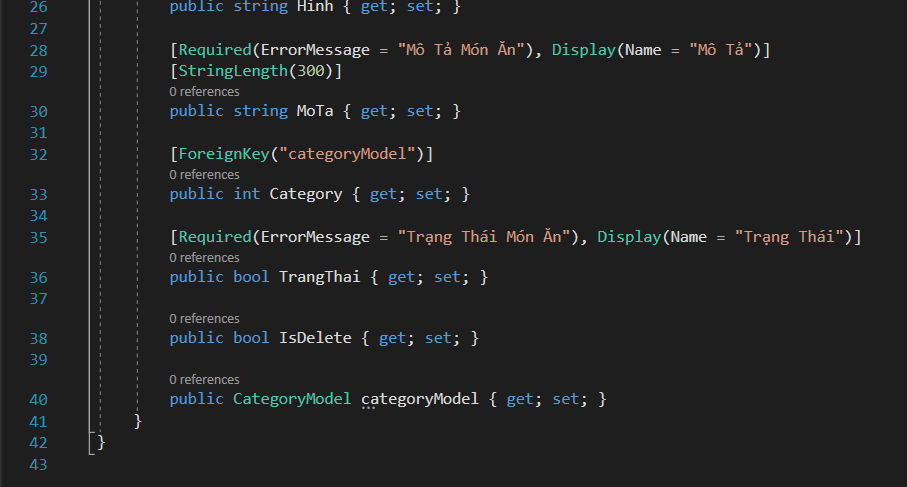 26 public string Hinh { get; set; }
27
28 [Required(ErrorMessage = "Mô Tả Món Ăn"), Display(Name = "Mô Tả")]
29 [StringLength(300)]
0 references
30 public string MoTa { get; set; }
31
32 [ForeignKey("categoryModel")]
0 references
33 public int Category { get; set; }
34
35 [Required(ErrorMessage = "Trạng Thái Món Ăn"), Display(Name = "Trạng Thái")]
0 references
36 public bool TrangThai { get; set; }
37
0 references
38 public bool IsDelete { get; set; }
39
0 references
40 public CategoryModel categoryModel { get; set; }
41 }
42 }
43